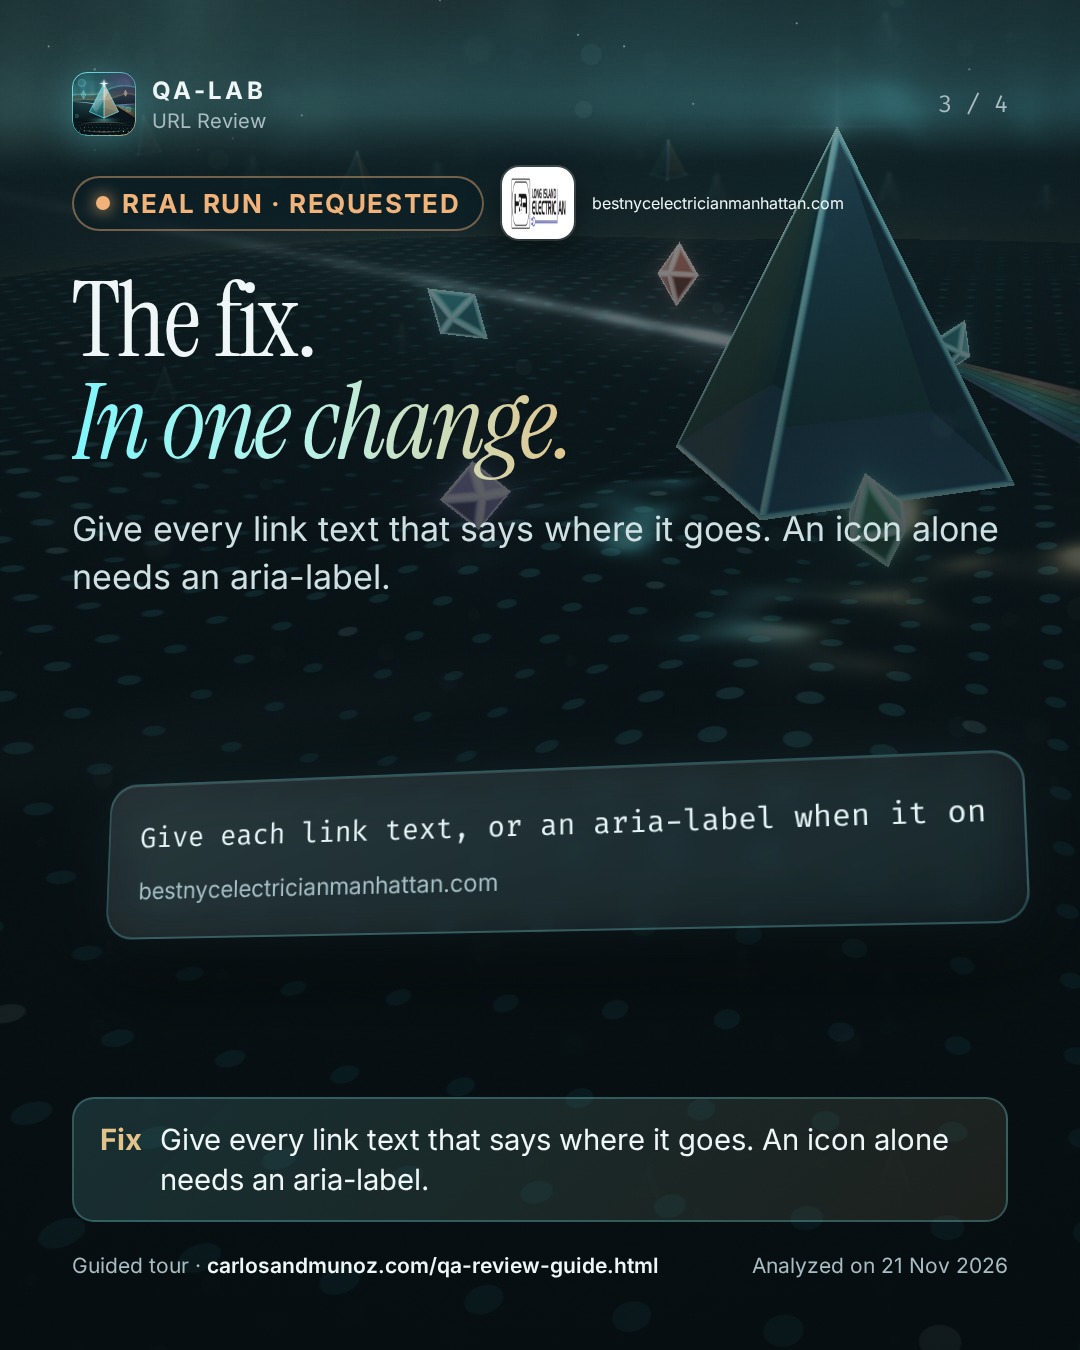 QA-LAB
URL Review
3 / 4
REAL RUN · REQUESTED
LONG ISLAND
ELECTRICIAN
bestnycelectricianmanhattan.com
The fix.
In one change.
Give every link text that says where it goes. An icon alone
needs an aria-label.
Give each link text, or an aria-label when it on
bestnycelectricianmanhattan.com
Fix Give every link text that says where it goes. An icon alone
needs an aria-label.
Guided tour · carlosandmunoz.com/qa-review-guide.html
Analyzed on 21 Nov 2026